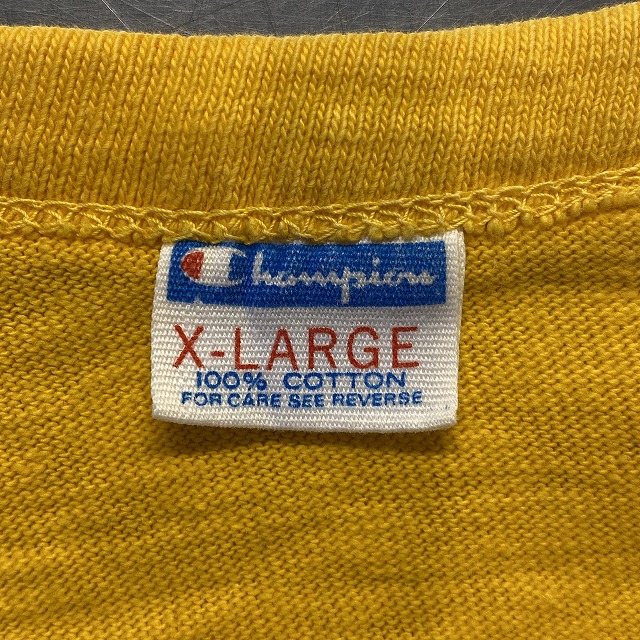 Champion
X-LARGE
100% COTTON
FOR CARE SEE REVERSE